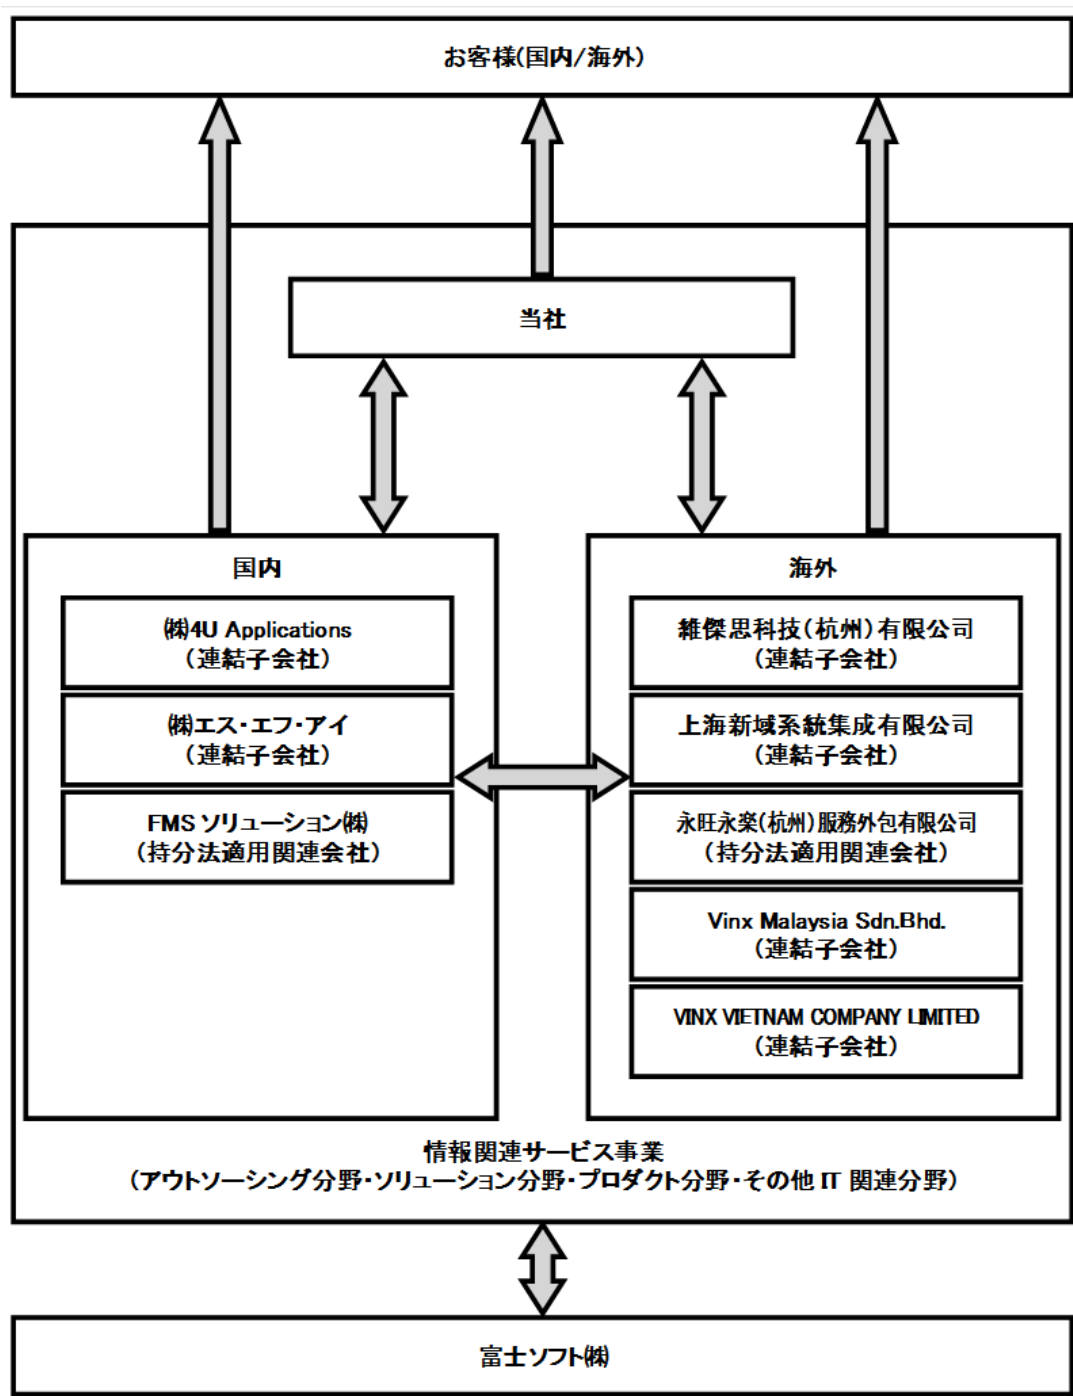 お客様(国内/海外)
当社
国内
㈱4U Applications
(連結子会社)
㈱エス・エフ・アイ
(連結子会社)
FMS ソリューション㈱
(持分法適用関連会社)
海外
維傑思科技(杭州)有限公司
(連結子会社)
上海新域系統集成有限公司
(連結子会社)
永旺永楽(杭州)服務外包有限公司
(持分法適用関連会社)
Vinx Malaysia Sdn.Bhd.
(連結子会社)
VINX VIETNAM COMPANY LIMITED
(連結子会社)
情報関連サービス事業
(アウトソーシング分野・ソリューション分野・プロダクト分野・その他 IT 関連分野)
富士ソフト㈱